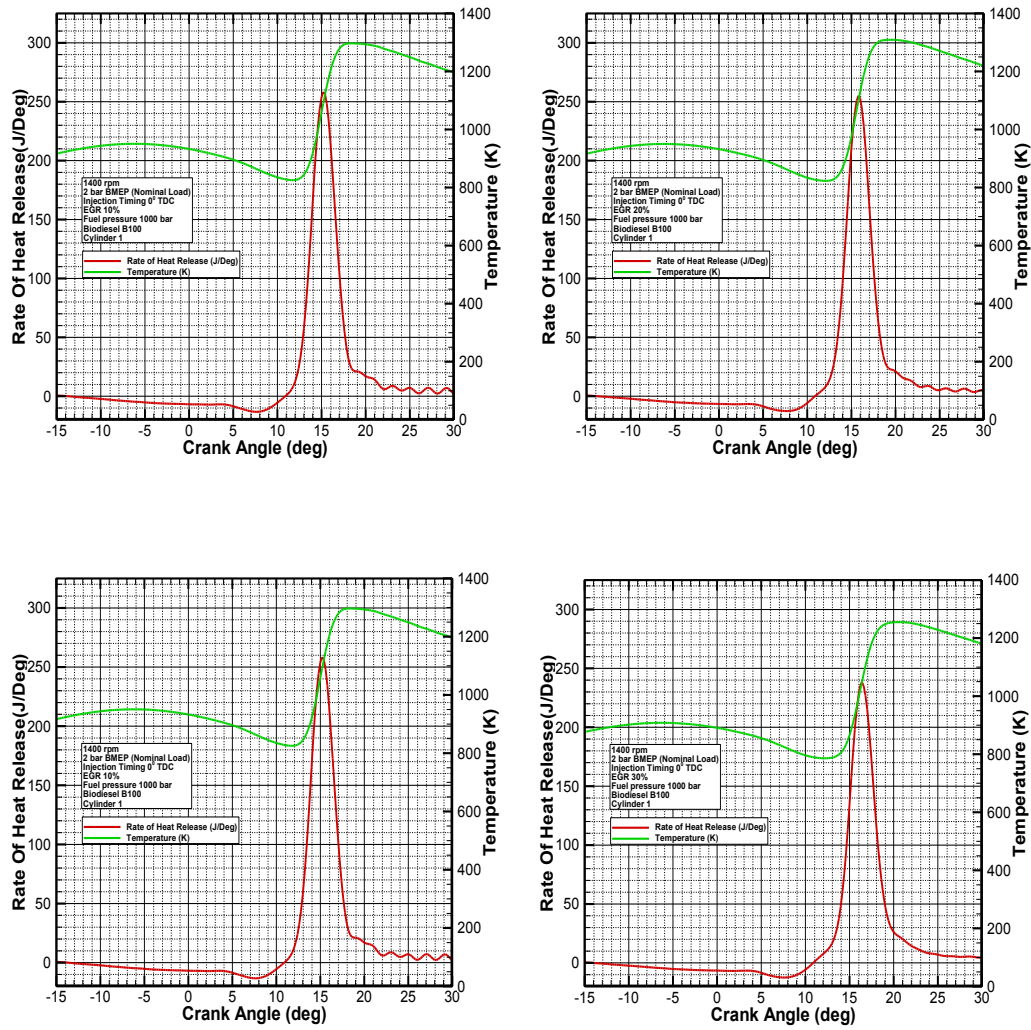 Rate Of Heat Release(J/Deg)
300
250
200
150
100
50
0
1400 rpm
2 bar BMEP (Nominal Load)
Injection Timing 0⁰ TDC
EGR 10%
Fuel pressure 1000 bar
Biodiesel B100
Cylinder 1
Rate of Heat Release (J/Deg)
Temperature (K)
1400
1200
1000
800
600
400
200
0
Temperature (K)
-15 -10 -5 0 5 10 15 20 25 30
Crank Angle (deg)
Rate Of Heat Release(J/Deg)
300
250
200
150
100
50
0
1400 rpm
2 bar BMEP (Nominal Load)
Injection Timing 0⁰ TDC
EGR 20%
Fuel pressure 1000 bar
Biodiesel B100
Cylinder 1
Rate of Heat Release (J/Deg)
Temperature (K)
1400
1200
1000
800
600
400
200
0
Temperature (K)
-15 -10 -5 0 5 10 15 20 25 30
Crank Angle (deg)
Rate Of Heat Release(J/Deg)
300
250
200
150
100
50
0
1400 rpm
2 bar BMEP (Nominal Load)
Injection Timing 0⁰ TDC
EGR 10%
Fuel pressure 1000 bar
Biodiesel B100
Cylinder 1
Rate of Heat Release (J/Deg)
Temperature (K)
1400
1200
1000
800
600
400
200
0
Temperature (K)
-15 -10 -5 0 5 10 15 20 25 30
Crank Angle (deg)
Rate Of Heat Release(J/Deg)
300
250
200
150
100
50
0
1400 rpm
2 bar BMEP (Nominal Load)
Injection Timing 0⁰ TDC
EGR 30%
Fuel pressure 1000 bar
Biodiesel B100
Cylinder 1
Rate of Heat Release (J/Deg)
Temperature (K)
1400
1200
1000
800
600
400
200
0
Temperature (K)
-15 -10 -5 0 5 10 15 20 25 30
Crank Angle (deg)